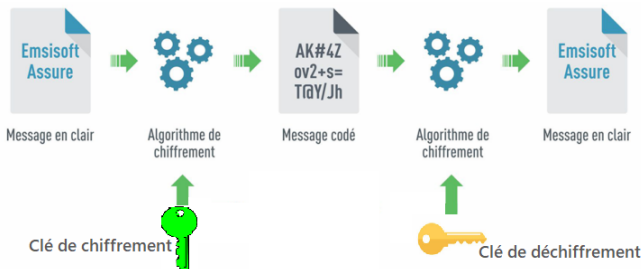 Emsisoft
Assure
AK#4Z
ov2+s=
T@Y/Jh
Emsisoft
Assure
Message en clair
Algorithme de
chiffrement
Message codé
Algorithme de
chiffrement
Message en clair
Clé de chiffrement
Clé de déchiffrement